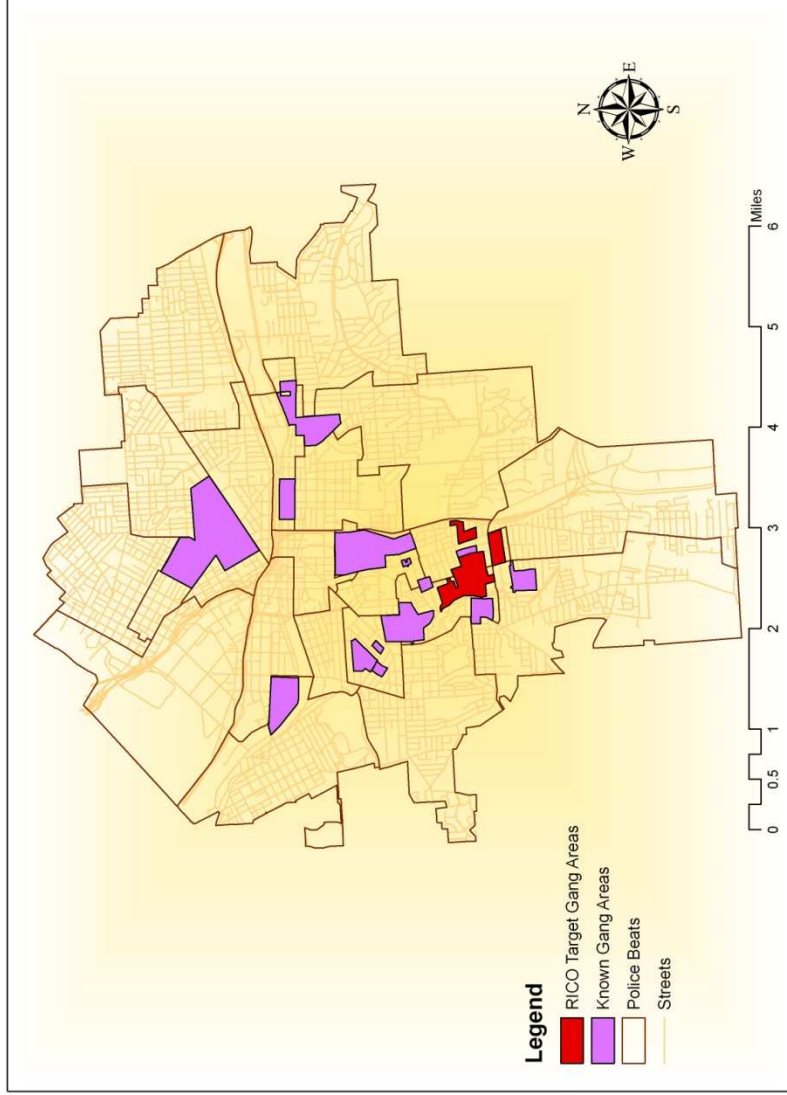 N
W E
S
Legend
RICO Target Gang Areas
Known Gang Areas
Police Beats
Streets
0 0.5 1 2 3 4 5 6
Miles